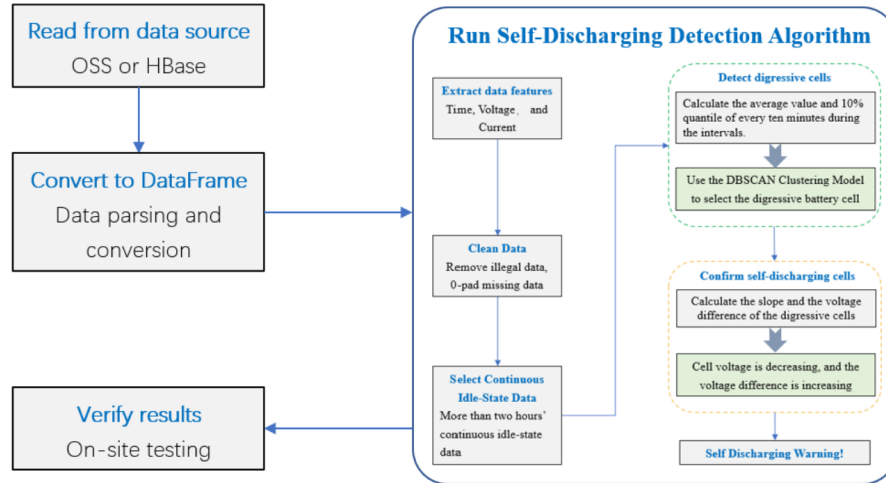 Read from data source
OSS or HBase
Convert to DataFrame
Data parsing and
conversion
Verify results
On-site testing
Run Self-Discharging Detection Algorithm
Extract data features
Time, Voltage、 and
Current
Clean Data
Remove illegal data,
0-pad missing data
Select Continuous
Idle-State Data
More than two hours’
continuous idle-state
data
Detect digressive cells
Calculate the average value and 10%
quantile of every ten minutes during
the intervals.
Use the DBSCAN Clustering Model
to select the digressive battery cell
Confirm self-discharging cells
Calculate the slope and the voltage
difference of the digressive cells
Cell voltage is decreasing, and the
voltage difference is increasing
Self Discharging Warning!